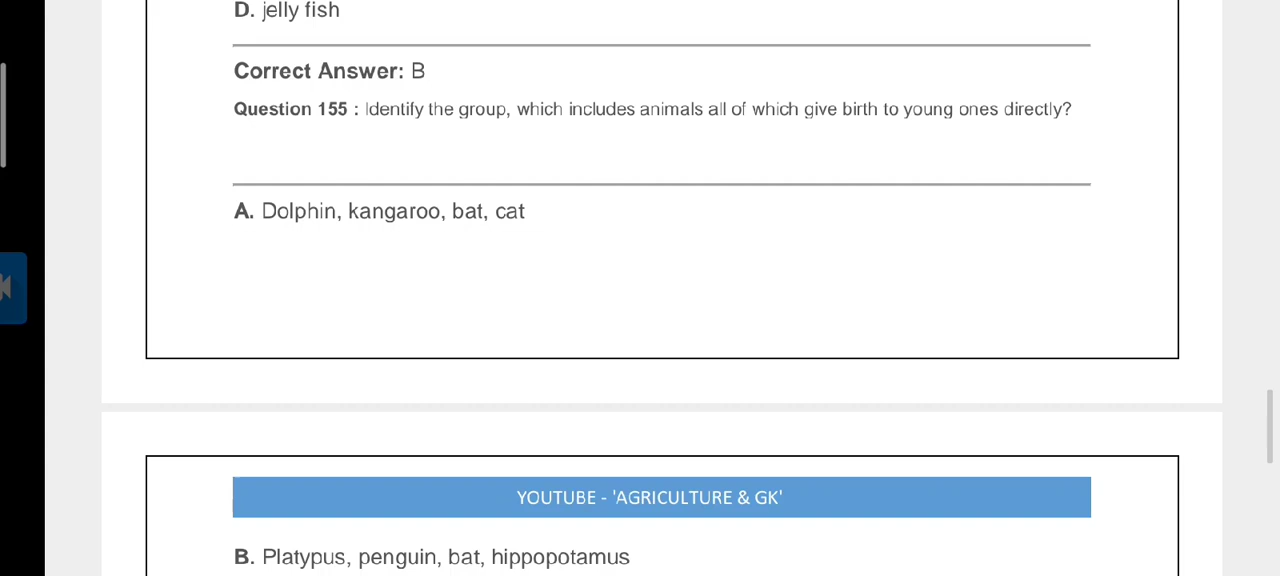 D. jelly fish
Correct Answer: B
Question 155 : Identify the group, which includes animals all of which give birth to young ones directly?
A. Dolphin, kangaroo, bat, cat
YOUTUBE - 'AGRICULTURE & GK'
B. Platypus, penguin, bat, hippopotamus